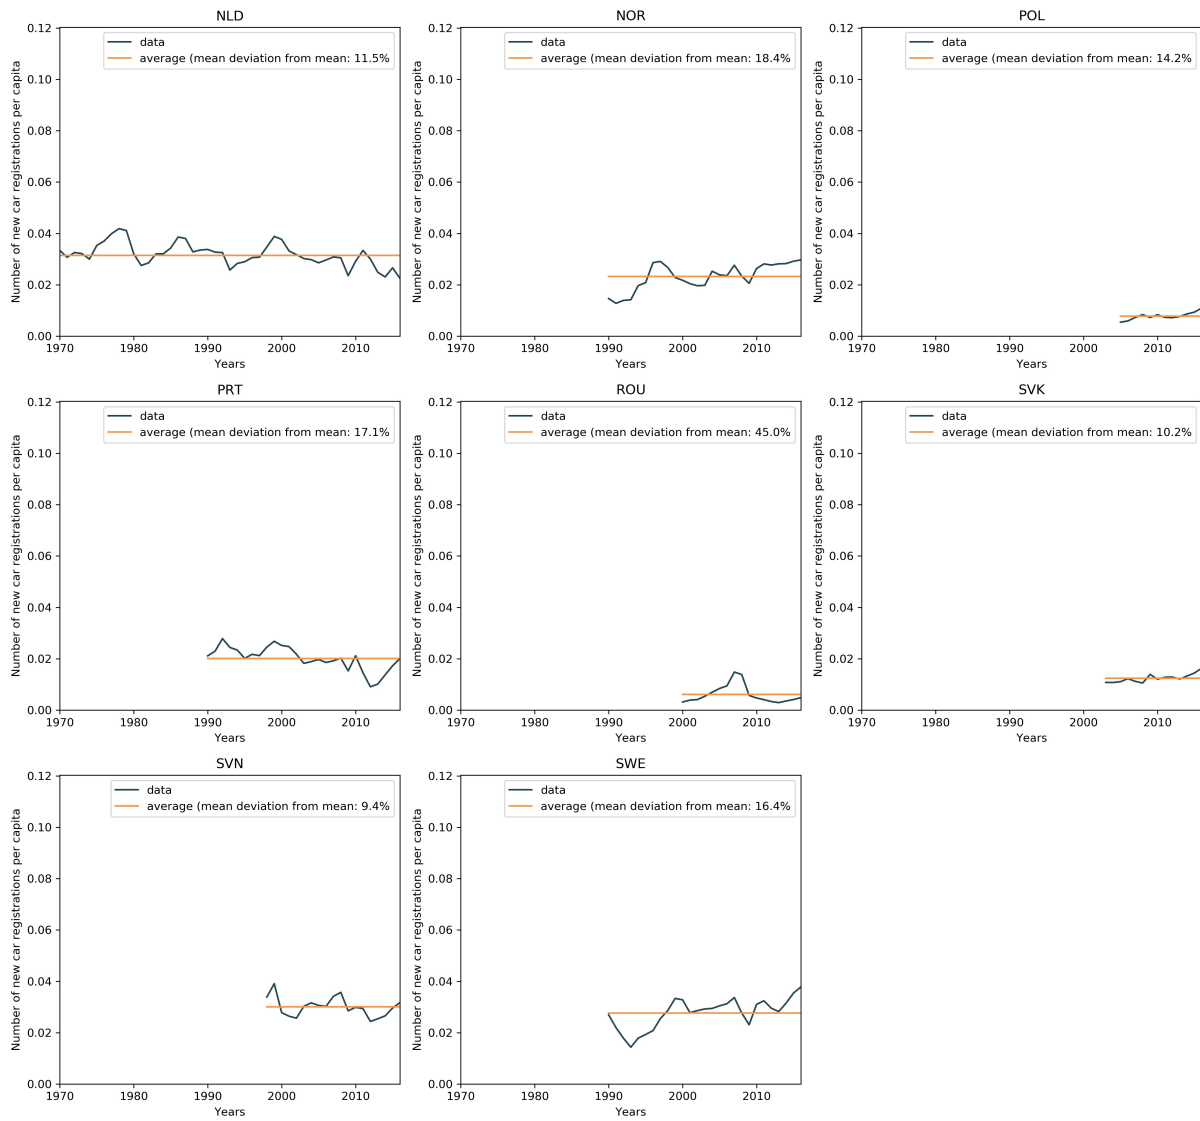 NLD
data
average (mean deviation from mean: 11.5%
Number of new car registrations per capita
0.12
0.10
0.08
0.06
0.04
0.02
0.00
1970 1980 1990 2000 2010
Years
NOR
data
average (mean deviation from mean: 18.4%
Number of new car registrations per capita
0.12
0.10
0.08
0.06
0.04
0.02
0.00
1970 1980 1990 2000 2010
Years
POL
data
average (mean deviation from mean: 14.2%
Number of new car registrations per capita
0.12
0.10
0.08
0.06
0.04
0.02
0.00
1970 1980 1990 2000 2010
Years
PRT
data
average (mean deviation from mean: 17.1%
Number of new car registrations per capita
0.12
0.10
0.08
0.06
0.04
0.02
0.00
1970 1980 1990 2000 2010
Years
ROU
data
average (mean deviation from mean: 45.0%
Number of new car registrations per capita
0.12
0.10
0.08
0.06
0.04
0.02
0.00
1970 1980 1990 2000 2010
Years
SVK
data
average (mean deviation from mean: 10.2%
Number of new car registrations per capita
0.12
0.10
0.08
0.06
0.04
0.02
0.00
1970 1980 1990 2000 2010
Years
SVN
data
average (mean deviation from mean: 9.4%
Number of new car registrations per capita
0.12
0.10
0.08
0.06
0.04
0.02
0.00
1970 1980 1990 2000 2010
Years
SWE
data
average (mean deviation from mean: 16.4%
Number of new car registrations per capita
0.12
0.10
0.08
0.06
0.04
0.02
0.00
1970 1980 1990 2000 2010
Years